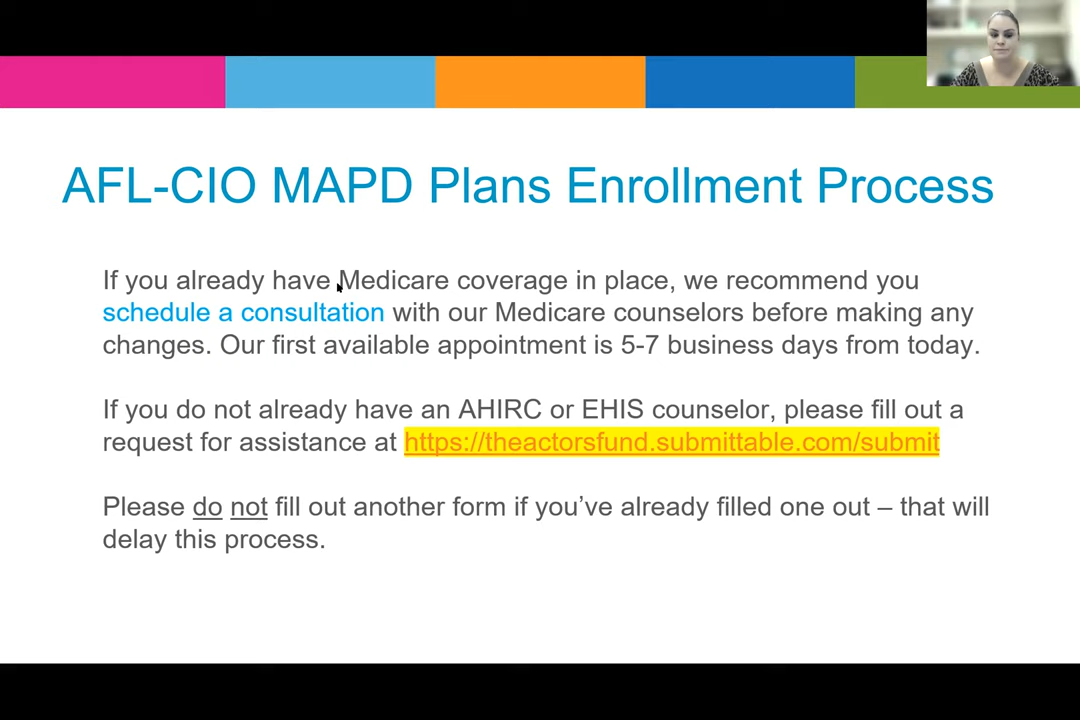 AFL-CIO MAPD Plans Enrollment Process
If you already have Medicare coverage in place, we recommend you
schedule a consultation with our Medicare counselors before making any
changes. Our first available appointment is 5-7 business days from today.
If you do not already have an AHIRC or EHIS counselor, please fill out a
request for assistance at https://theactorsfund.submittable.com/submit
Please do not fill out another form if you’ve already filled one out – that will
delay this process.